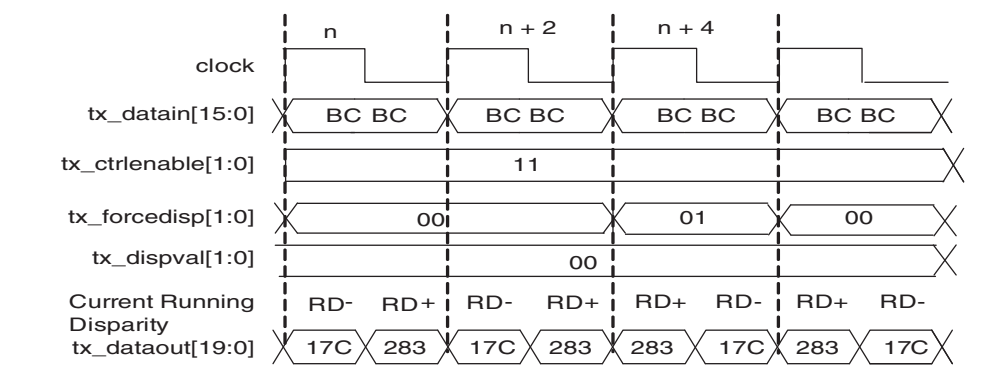 n n + 2 n + 4
clock
tx_datain[15:0] BC BC BC BC BC BC BC BC
tx_ctrlenable[1:0] 11
tx_forcedisp[1:0] 00 01 00
tx_dispval[1:0] 00
Current Running RD- RD+ RD- RD+ RD+ RD- RD+ RD-
Disparity
tx_dataout[19:0] 17C 283 17C 283 283 17C 283 17C